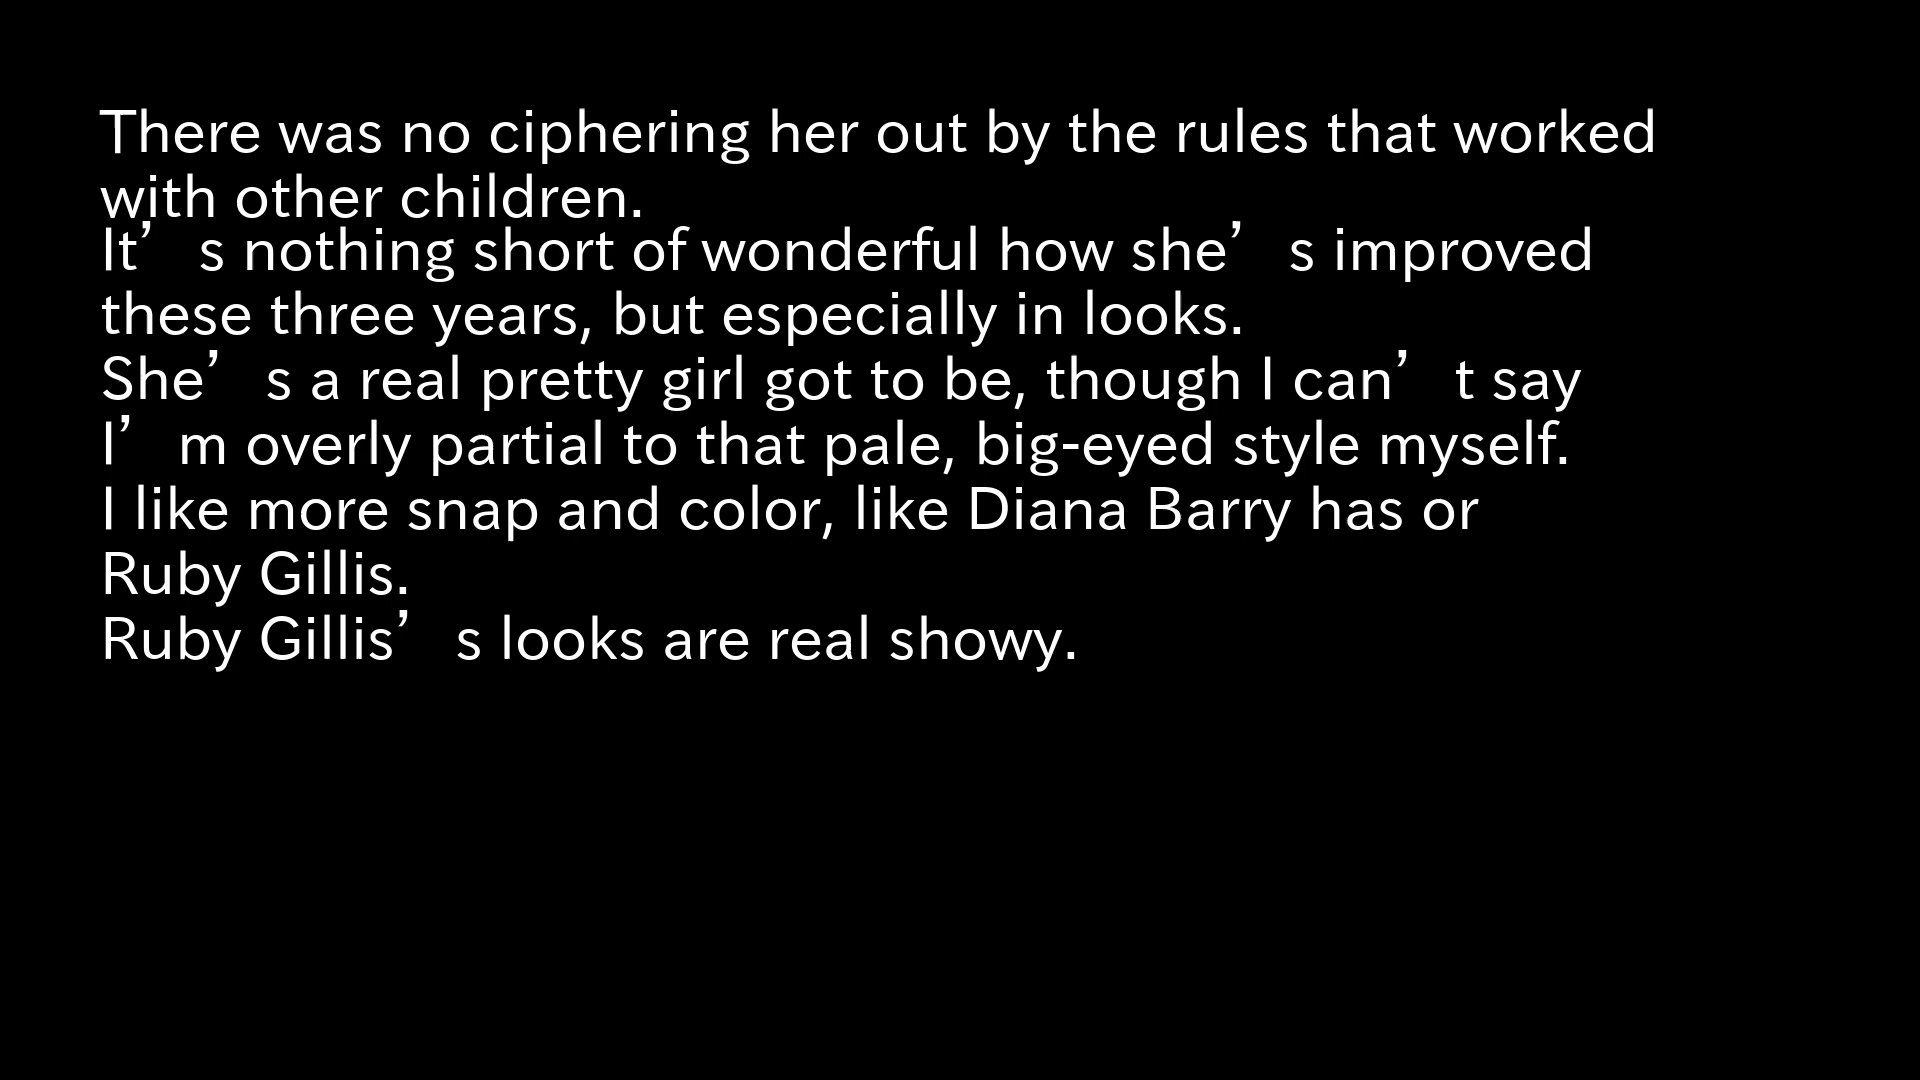 There was no ciphering her out by the rules that worked
with other children.
It’s nothing short of wonderful how she’s improved
these three years, but especially in looks.
She’s a real pretty girl got to be, though I can’t say
I’m overly partial to that pale, big-eyed style myself.
I like more snap and color, like Diana Barry has or
Ruby Gillis.
Ruby Gillis’s looks are real showy.